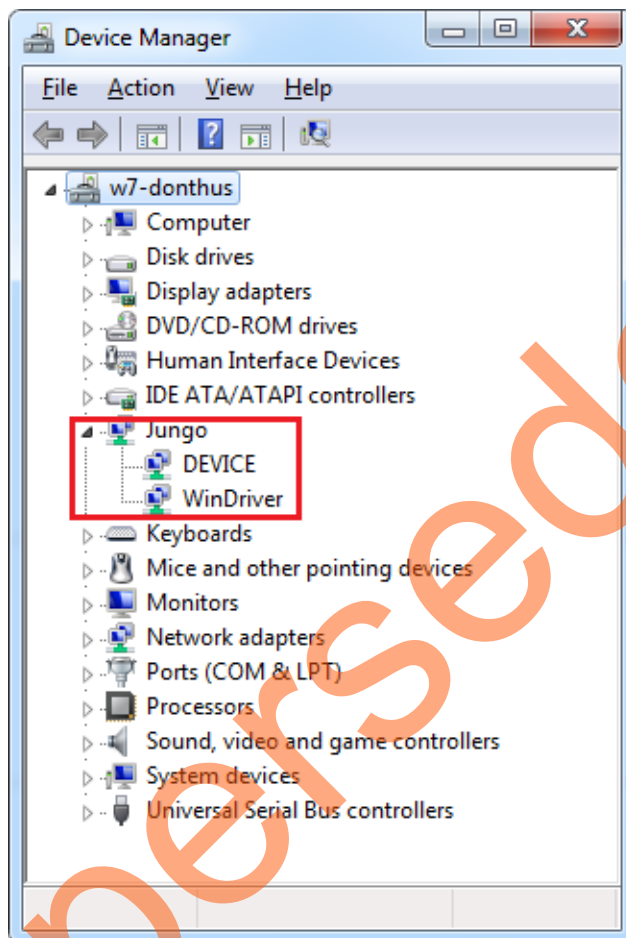 Device Manager
File Action View Help
w7-donthus
Computer
Disk drives
Display adapters
DVD/CD-ROM drives
Human Interface Devices
IDE ATA/ATAPI controllers
Jungo
DEVICE
WinDriver
Keyboards
Mice and other pointing devices
Monitors
Network adapters
Ports (COM & LPT)
Processors
Sound, video and game controllers
System devices
Universal Serial Bus controllers